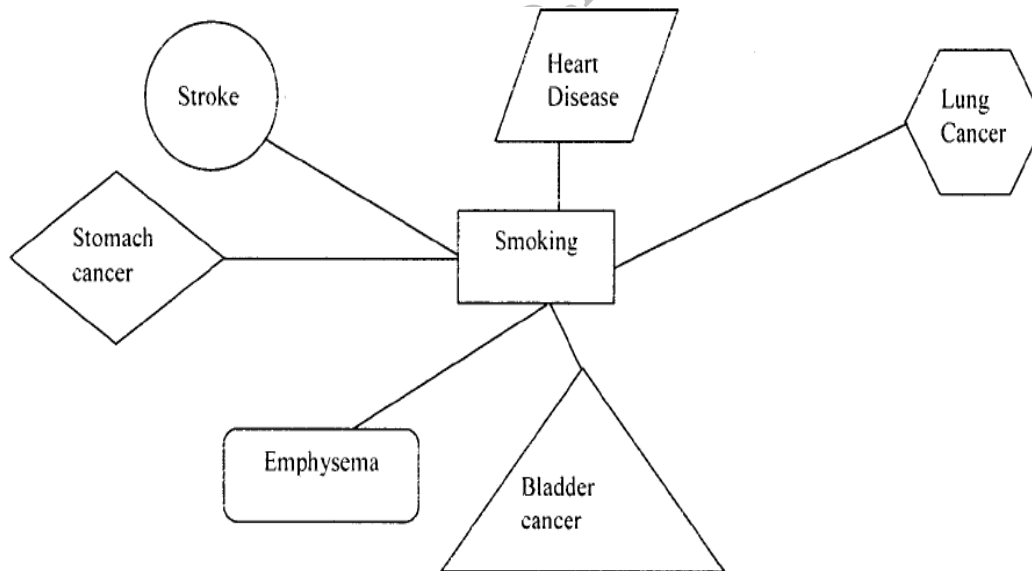 Stroke
Heart
Disease
Lung
Cancer
Stomach
cancer
Smoking
Emphysema
Bladder
cancer